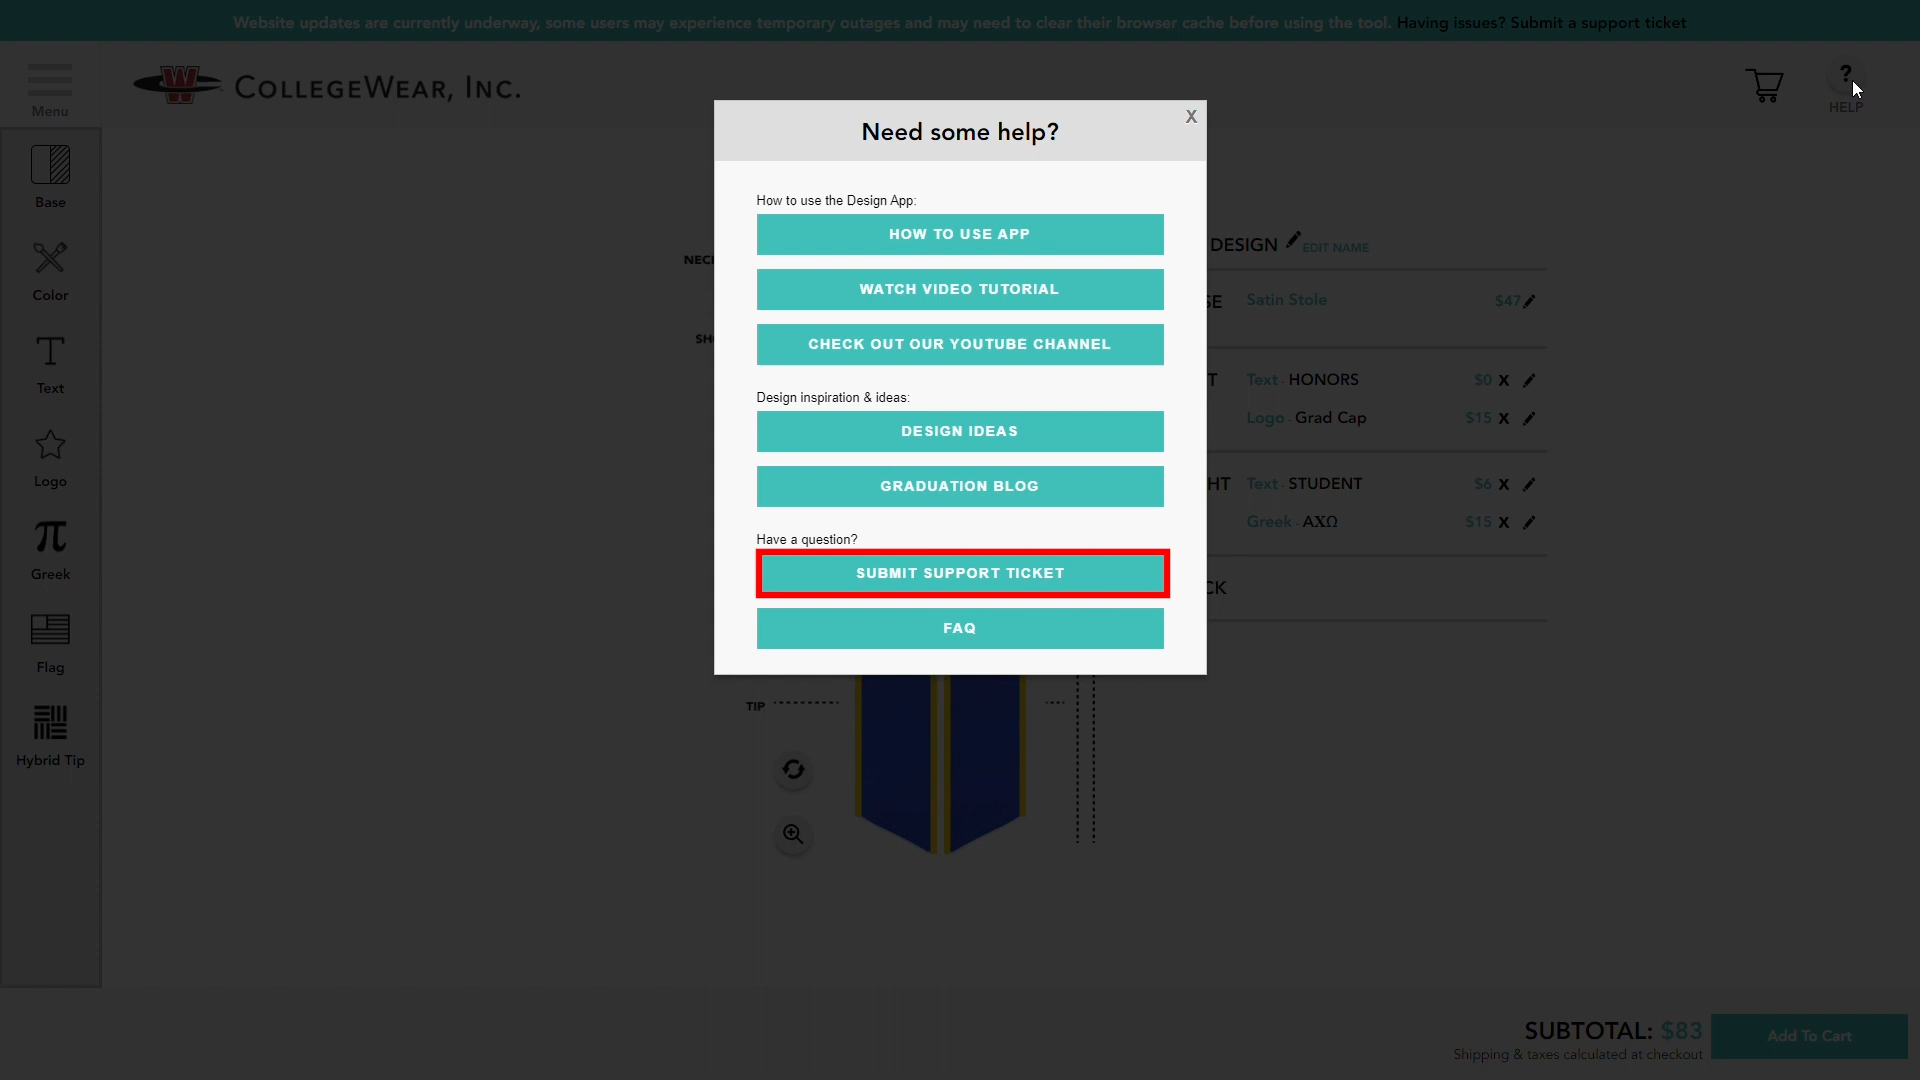 Website updates are currently underway, some users may experience temporary outages and may need to clear their browser cache before using the tool. Having issues? Submit a support ticket
Menu
W COLLEGEWEAR, INC.
?
HELP
Base
Color
Text
Logo
Greek
Flag
Hybrid Tip
X
Need some help?
How to use the Design App:
HOW TO USE APP
WATCH VIDEO TUTORIAL
CHECK OUT OUR YOUTUBE CHANNEL
Design inspiration & ideas:
DESIGN IDEAS
GRADUATION BLOG
Have a question?
SUBMIT SUPPORT TICKET
FAQ
TIP
DESIGN EDIT NAME
Satin Stole $47
Text - HONORS $0 X
Logo - Grad Cap $15 X
Text - STUDENT $6 X
Greek - ΑΧΩ $15 X
SUBTOTAL: $83
Shipping & taxes calculated at checkout
Add To Cart